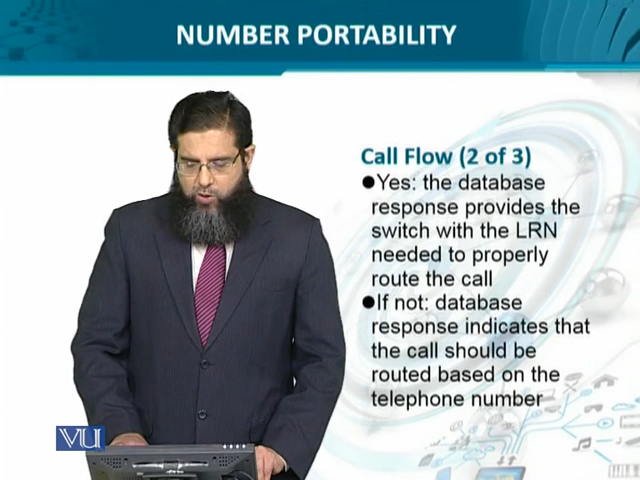 NUMBER PORTABILITY
Call Flow (2 of 3)
●Yes: the database
response provides the
switch with the LRN
needed to properly
route the call
●If not: database
response indicates that
the call should be
routed based on the
telephone number
VU